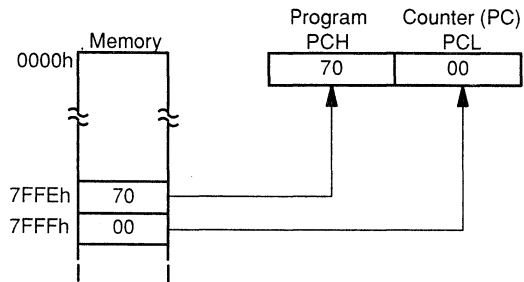 Program Counter (PC)
Memory PCH PCL
0000h 70 00
7FFEh 70
7FFFh 00